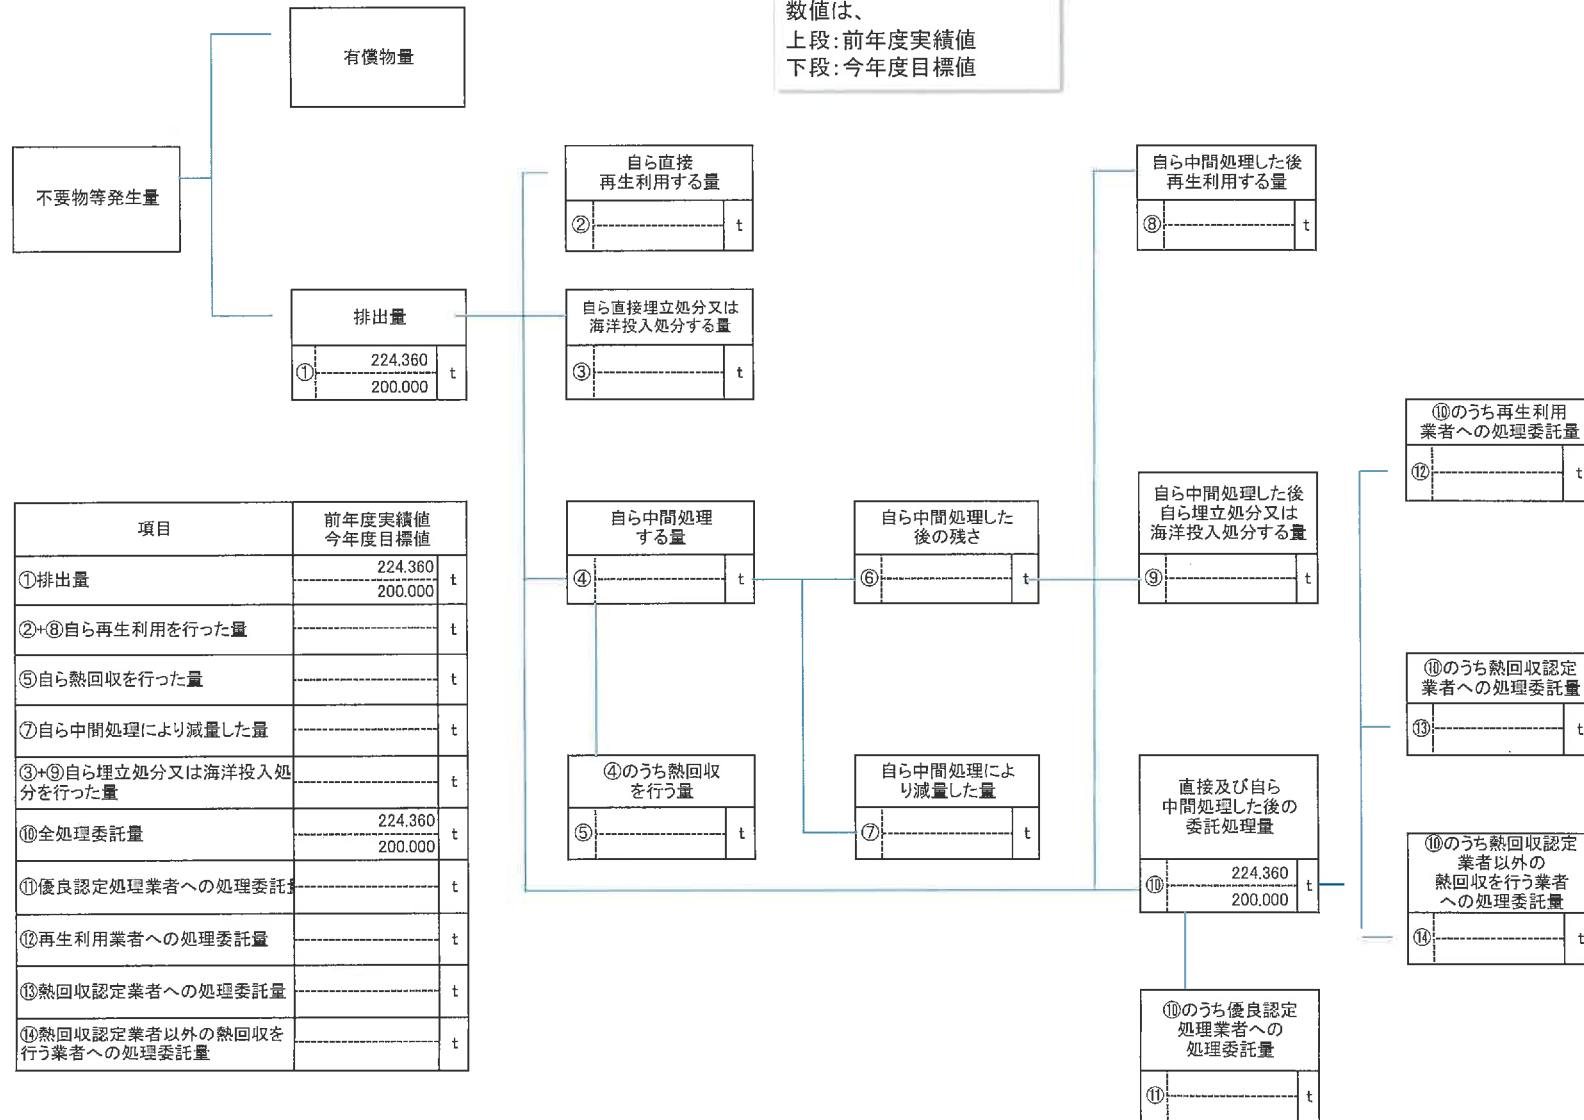 数値は、
上段:前年度実績値
下段:今年度目標値
有償物量
不要物等発生量
排出量
①
224.360
200.000
t
自ら直接
再生利用する量
②
t
自ら直接埋立処分又は
海洋投入処分する量
③
t
自ら中間処理
する量
④
t
④のうち熱回収
を行う量
⑤
t
自ら中間処理した
後の残さ
⑥
t
自ら中間処理によ
り減量した量
⑦
t
自ら中間処理した後
再生利用する量
⑧
t
自ら中間処理した後
自ら埋立処分又は
海洋投入処分する量
⑨
t
直接及び自ら
中間処理した後の
委託処理量
⑩
224.360
200.000
t
⑩のうち優良認定
処理業者への
処理委託量
⑪
t
⑩のうち再生利用
業者への処理委託量
⑫
t
⑩のうち熱回収認定
業者への処理委託量
⑬
t
⑩のうち熱回収認定
業者以外の
熱回収を行う業者
への処理委託量
⑭
t
項目
前年度実績値
今年度目標値
①排出量
224.360
200.000
t
②+⑧自ら再生利用を行った量
t
⑤自ら熱回収を行った量
t
⑦自ら中間処理により減量した量
t
③+⑨自ら埋立処分又は海洋投入処
分を行った量
t
⑩全処理委託量
224.360
200.000
t
⑪優良認定処理業者への処理委託
t
⑫再生利用業者への処理委託量
t
⑬熱回収認定業者への処理委託量
t
⑭熱回収認定業者以外の熱回収を
行う業者への処理委託量
t